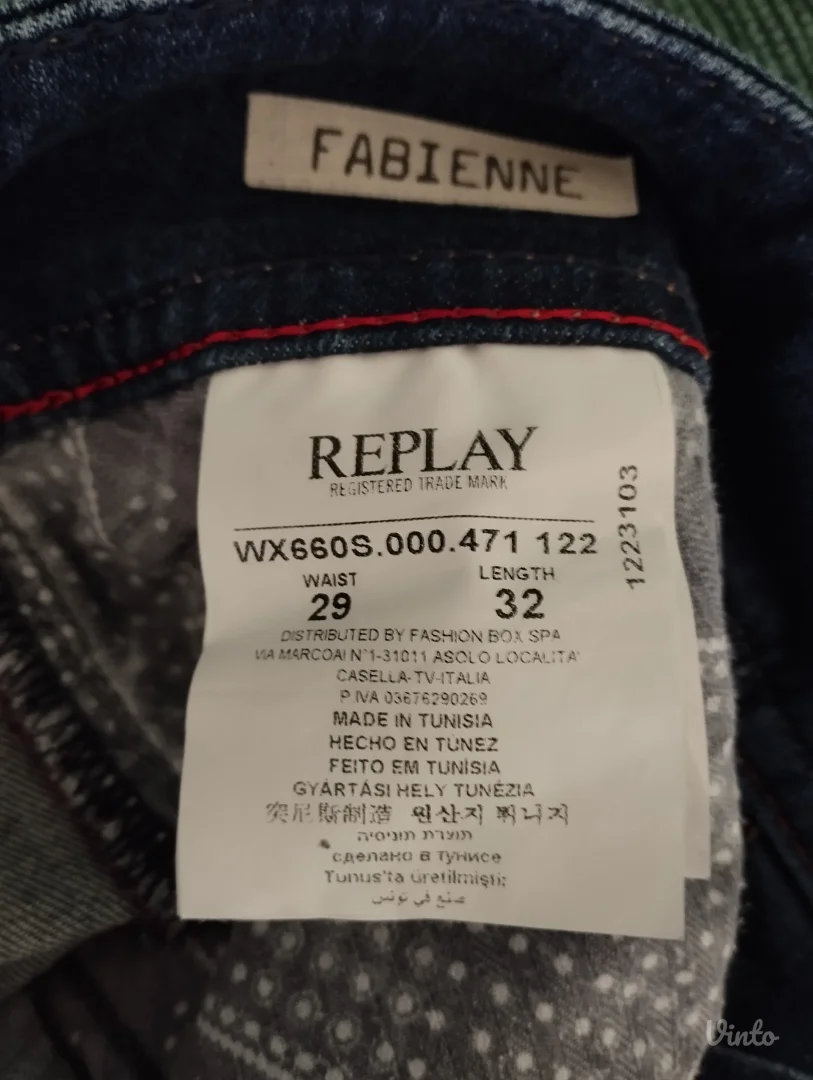 FABIENNE
REPLAY
REGISTERED TRADE MARK
WX660S.000.471 122
1223103
WAIST LENGTH
29 32
DISTRIBUTED BY FASHION BOX SPA
VIA MARCOAI N°1-31011 ASOLO LOCALITA'
CASELLA-TV-ITALIA
P.IVA 03676290269
MADE IN TUNISIA
HECHO EN TÚNEZ
FEITO EM TUNÍSIA
GYÁRTÁSI HELY TUNÉZIA
突尼斯制造 원산지 튀니지
תוצרת תוניסיה
сделано в тунисе
Tunus'ta üretilmiştir
صنع في تونس
Vinto